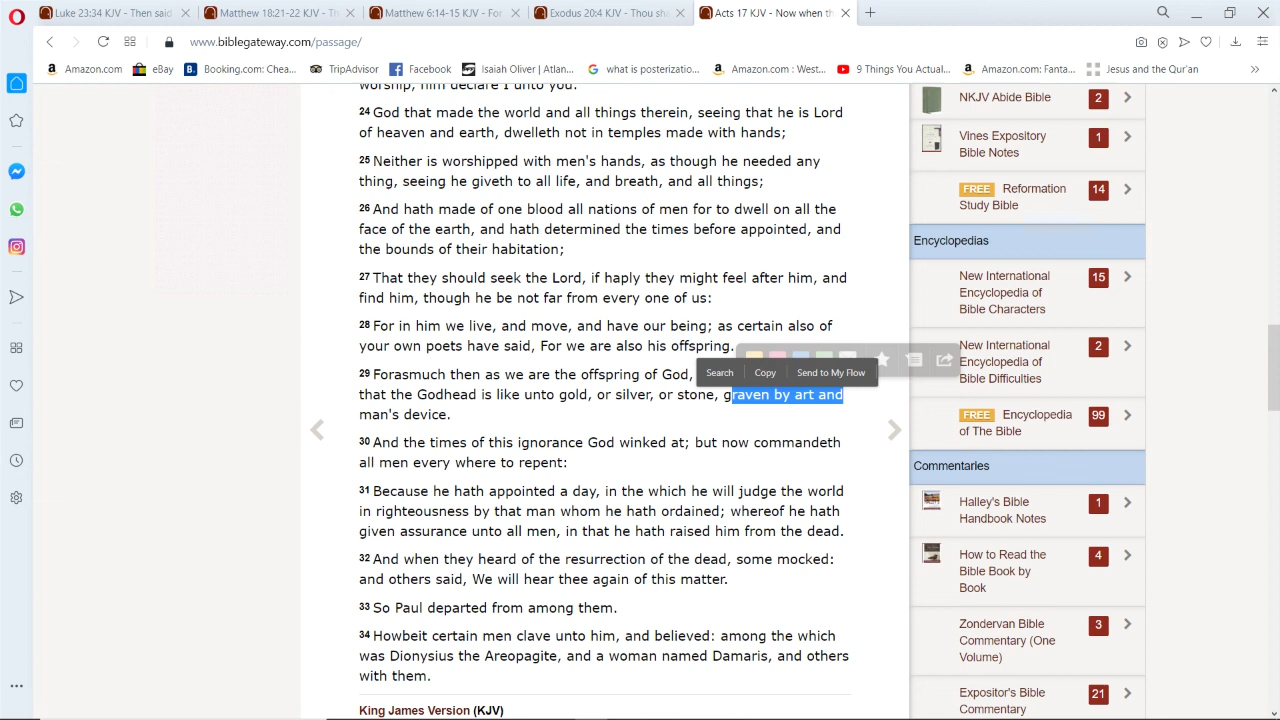 Luke 23:34 KJV - Then said
Matthew 18:21-22 KJV - Th
Matthew 6:14-15 KJV - For
Exodus 20:4 KJV - Thou sha
Acts 17 KJV - Now when th
www.biblegateway.com/passage/
Amazon.com
eBay
Booking.com: Chea...
TripAdvisor
Facebook
Isaiah Oliver | Atlan...
what is posterizatio...
Amazon.com : West...
9 Things You Actual...
Amazon.com: Fanta...
Jesus and the Qur'an
worship, him declare I unto you.
24 God that made the world and all things therein, seeing that he is Lord
of heaven and earth, dwelleth not in temples made with hands;
25 Neither is worshipped with men's hands, as though he needed any
thing, seeing he giveth to all life, and breath, and all things;
26 And hath made of one blood all nations of men for to dwell on all the
face of the earth, and hath determined the times before appointed, and
the bounds of their habitation;
27 That they should seek the Lord, if haply they might feel after him, and
find him, though he be not far from every one of us:
28 For in him we live, and move, and have our being; as certain also of
your own poets have said, For we are also his offspring.
29 Forasmuch then as we are the offspring of God,
Search
Copy
Send to My Flow
that the Godhead is like unto gold, or silver, or stone, graven by art and
man's device.
30 And the times of this ignorance God winked at; but now commandeth
all men every where to repent:
31 Because he hath appointed a day, in the which he will judge the world
in righteousness by that man whom he hath ordained; whereof he hath
given assurance unto all men, in that he hath raised him from the dead.
32 And when they heard of the resurrection of the dead, some mocked:
and others said, We will hear thee again of this matter.
33 So Paul departed from among them.
34 Howbeit certain men clave unto him, and believed: among the which
was Dionysius the Areopagite, and a woman named Damaris, and others
with them.
King James Version (KJV)
NKJV Abide Bible
2
Vines Expository
Bible Notes
1
FREE Reformation
Study Bible
14
Encyclopedias
New International
Encyclopedia of
Bible Characters
15
New International
Encyclopedia of
Bible Difficulties
2
FREE Encyclopedia
of The Bible
99
Commentaries
Halley's Bible
Handbook Notes
1
How to Read the
Bible Book by
Book
4
Zondervan Bible
Commentary (One
Volume)
3
Expositor's Bible
Commentary
21